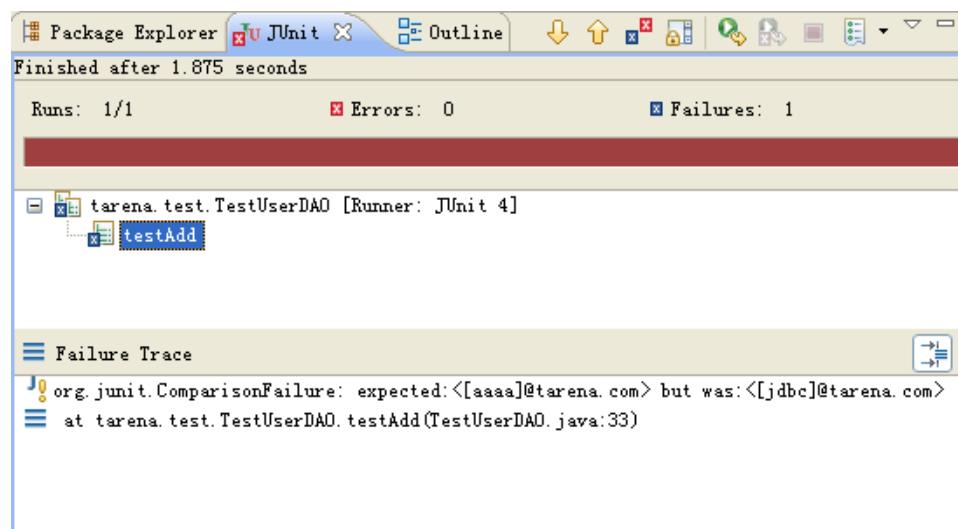 Package Explorer JUnit Outline
Finished after 1.875 seconds
Runs: 1/1 Errors: 0 Failures: 1
tarena.test.TestUserDAO [Runner: JUnit 4]
testAdd
Failure Trace
org.junit.ComparisonFailure: expected:<[aaaa]@tarena.com> but was:<[jdbc]@tarena.com>
at tarena.test.TestUserDAO.testAdd(TestUserDAO.java:33)